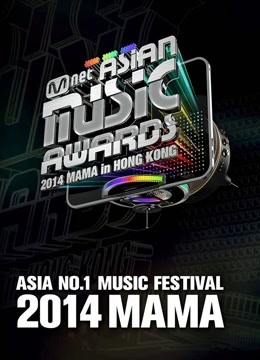 Mnet ASIAN
MUSIC
AWARDS
2014 MAMA in HONG KONG
ASIA NO.1 MUSIC FESTIVAL
2014 MAMA